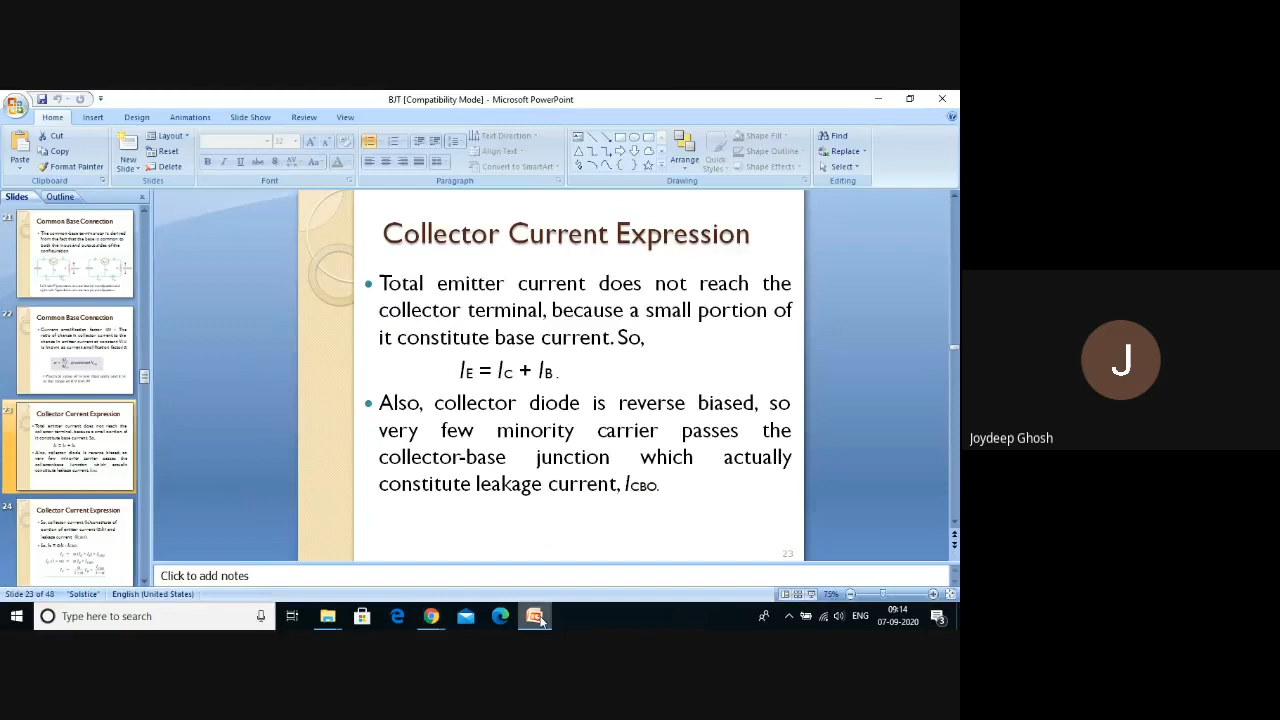 BJT [Compatibility Mode] - Microsoft PowerPoint
Home Insert Design Animations Slide Show Review View
Paste
Cut
Copy
Format Painter
Clipboard
New
Slide
Layout
Reset
Delete
Slides
32
Font
Text Direction
Align Text
Convert to SmartArt
Paragraph
Arrange
Quick
Styles
Shape Fill
Shape Outline
Shape Effects
Drawing
Find
Replace
Select
Editing
Slides Outline
21
Common Base Connection
22
Common Base Connection
23
Collector Current Expression
24
Collector Current Expression
Collector Current Expression
• Total emitter current does not reach the
collector terminal, because a small portion of
it constitute base current. So,
IE = IC + IB .
• Also, collector diode is reverse biased, so
very few minority carrier passes the
collector-base junction which actually
constitute leakage current, ICBO.
23
Click to add notes
Slide 23 of 48 "Solstice" English (United States) 75%
Type here to search
ENG
09:14
07-09-2020
3
J
Joydeep Ghosh